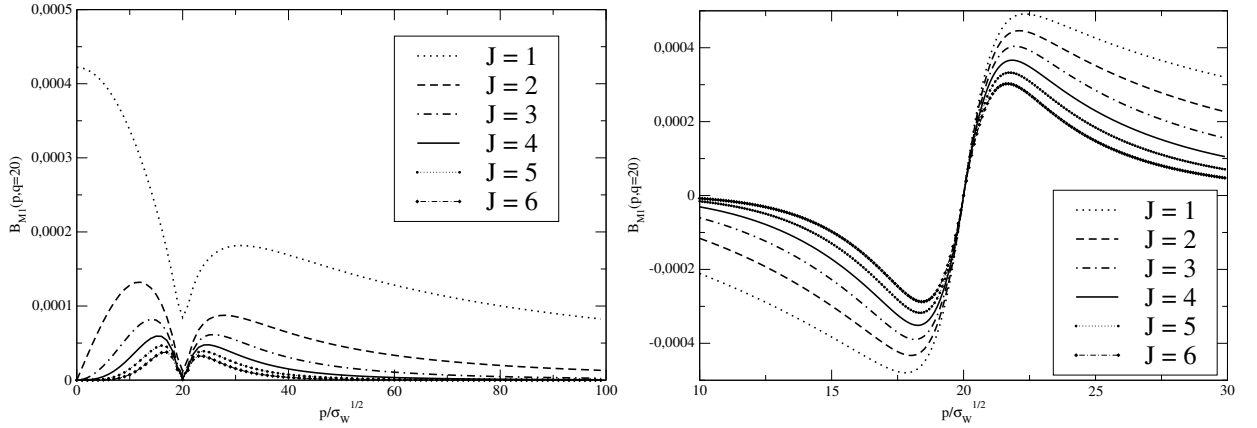 0,0005
0,0004
0,0003
0,0002
0,0001
0
B_M1(p,q=20)
0 20 40 60 80 100
p/σ_W^1/2
J = 1
J = 2
J = 3
J = 4
J = 5
J = 6
0,0004
0,0002
0
-0,0002
-0,0004
B_M1(p,q=20)
10 15 20 25 30
p/σ_W^1/2
J = 1
J = 2
J = 3
J = 4
J = 5
J = 6